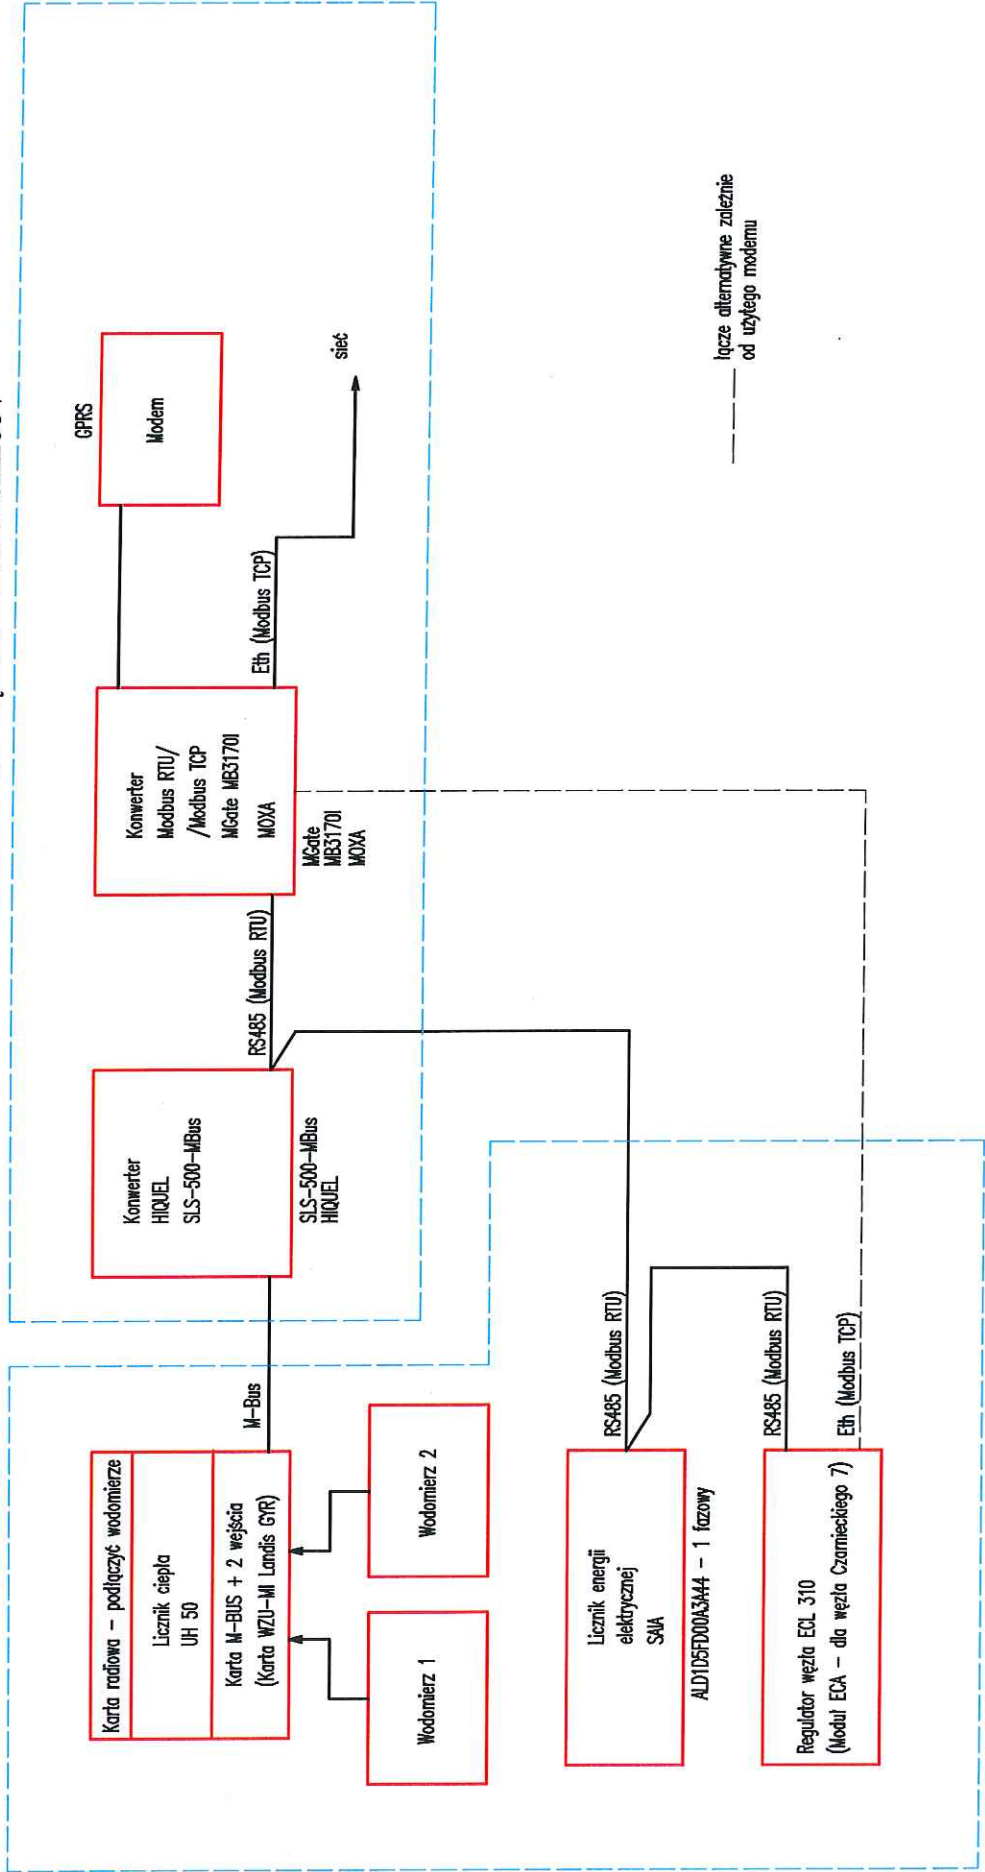 GPRS
Modem
sieć
Konwerter
Modbus RTU/
/Modbus TCP
MGate MB3170I
MOXA
MGate
MB3170I
MOXA
Eth (Modbus TCP)
RS485 (Modbus RTU)
Konwerter
HIQUEL
SLS-500-MBus
SLS-500-MBus
HIQUEL
M-Bus
Karta radiowa - podłączyć wodomierze
Licznik ciepła
UH 50
Karta M-BUS + 2 wejścia
(Karta WZU-MI Landis GYR)
Wodomierz 1
Wodomierz 2
RS485 (Modbus RTU)
Licznik energii
elektrycznej
SAIA
ALD1D5FD00A3A44 - 1 fazowy
RS485 (Modbus RTU)
Eth (Modbus TCP)
Regulator węzła ECL 310
(Moduł ECA - dla węzła Czarnieckiego 7)
łącze alternatywne zależnie
od użytego modemu